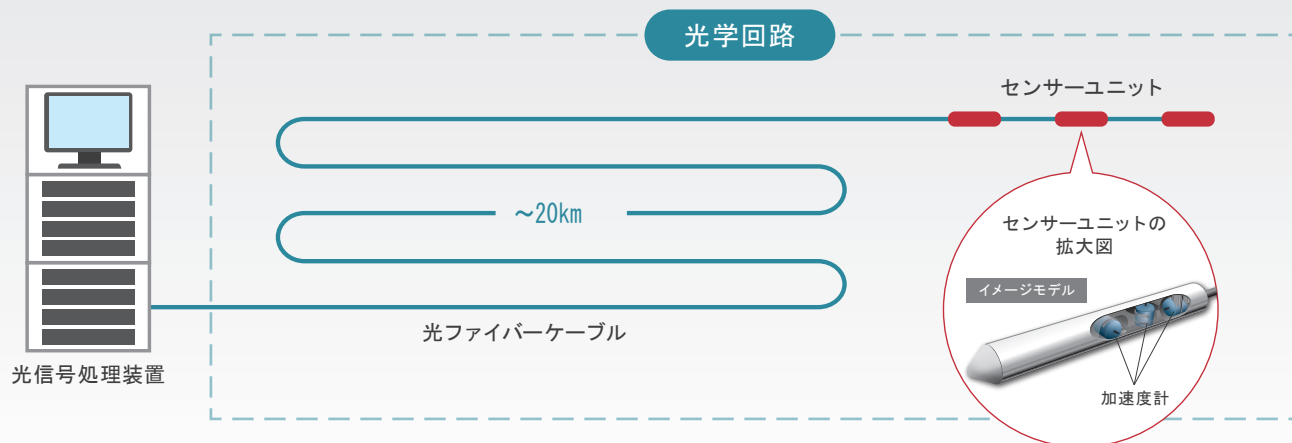 光学回路
センサーユニット
～20km
センサーユニットの
拡大図
イメージモデル
光ファイバーケーブル
光信号処理装置
加速度計